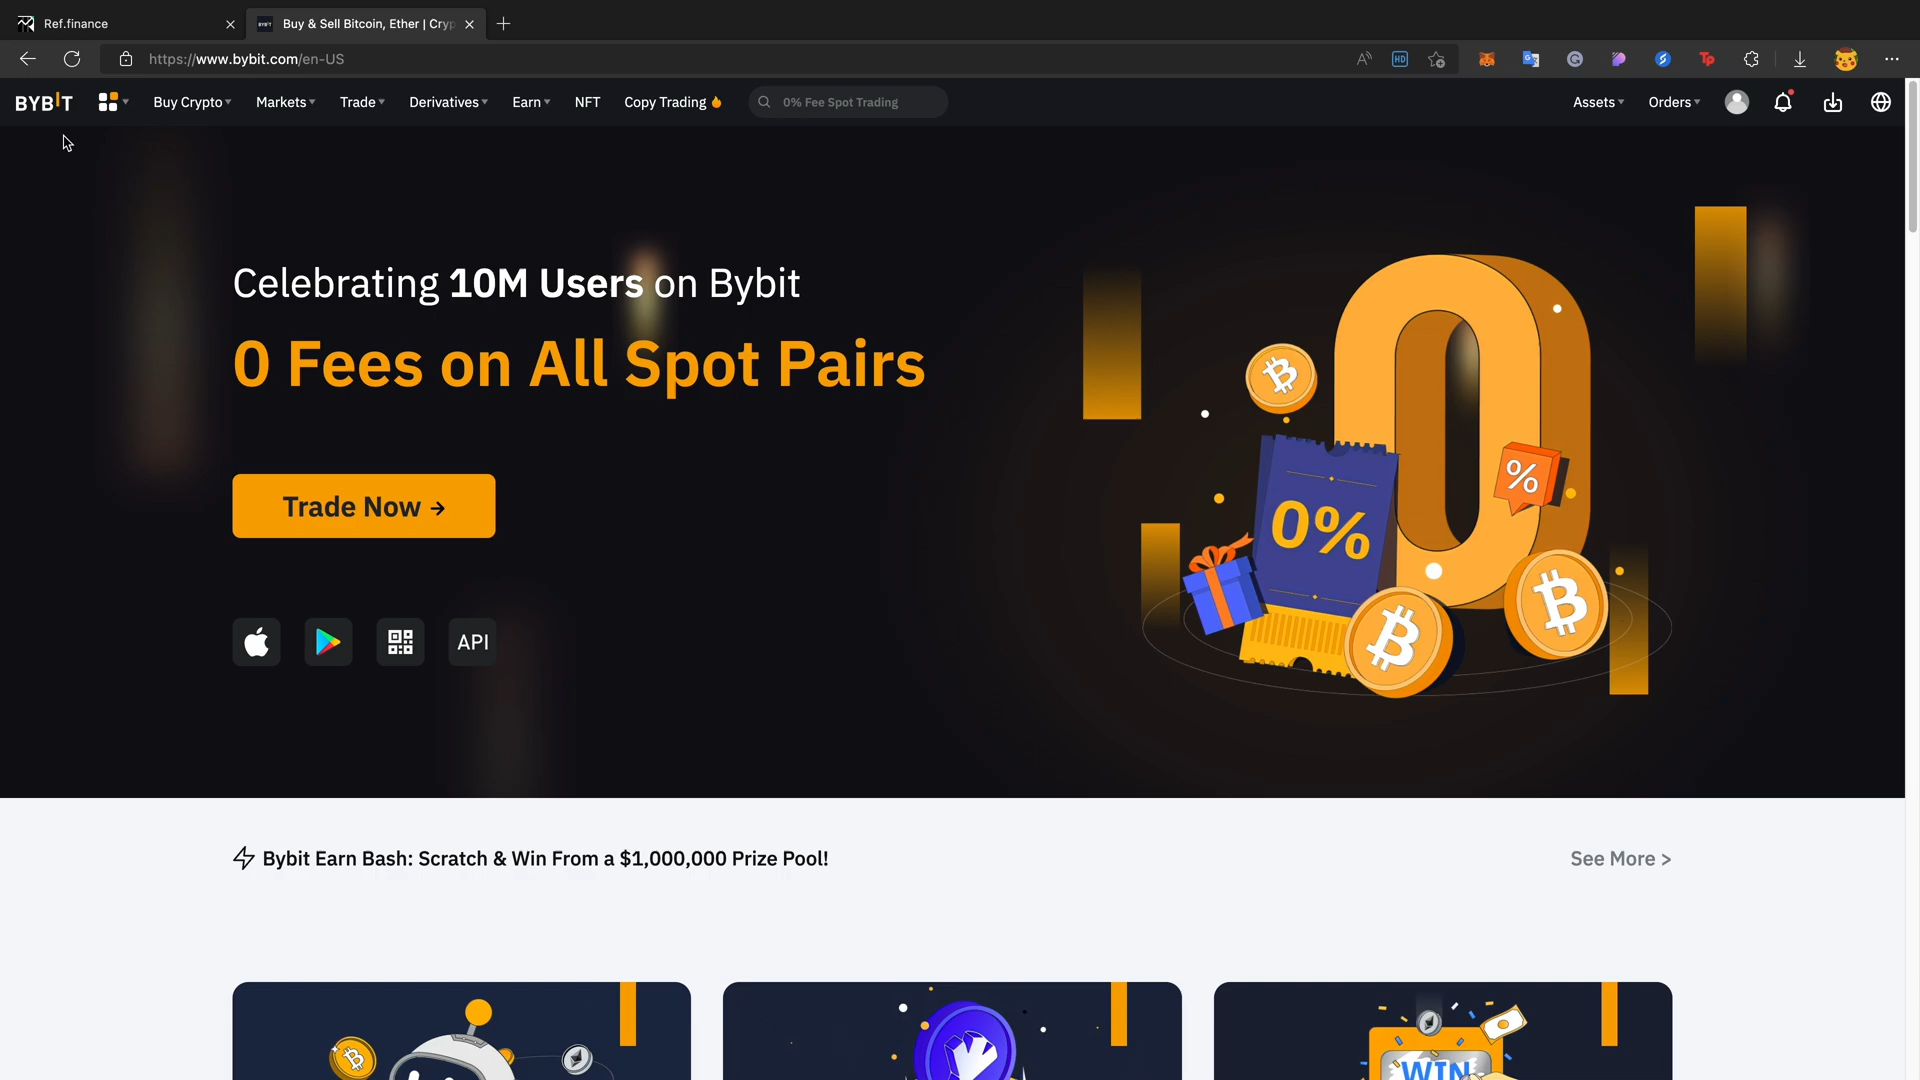 Ref.finance
BYBIT
Buy & Sell Bitcoin, Ether | Cryp
https://www.bybit.com/en-US
HD
BYBIT
Buy Crypto
Markets
Trade
Derivatives
Earn
NFT
Copy Trading
0% Fee Spot Trading
Assets
Orders
Celebrating 10M Users on Bybit
0 Fees on All Spot Pairs
Trade Now →
API
0%
%
Bybit Earn Bash: Scratch & Win From a $1,000,000 Prize Pool!
See More >
WIN